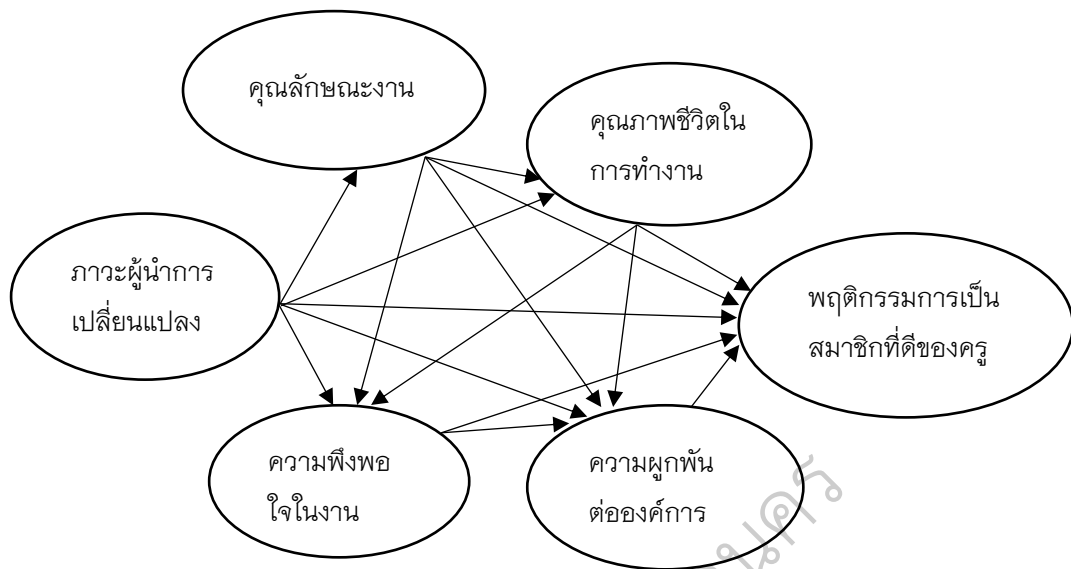 คุณลักษณะงาน
คุณภาพชีวิตใน
การทำงาน
ภาวะผู้นำการ
เปลี่ยนแปลง
พฤติกรรมการเป็น
สมาชิกที่ดีของครู
ความพึงพอ
ใจในงาน
ความผูกพัน
ต่อองค์การ